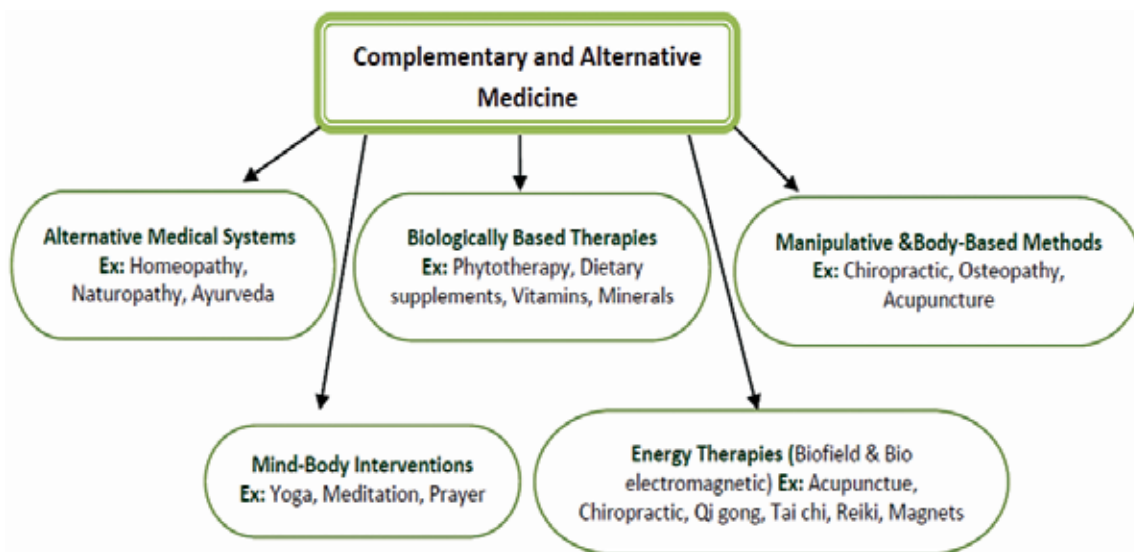 Complementary and Alternative
Medicine
Alternative Medical Systems
Ex: Homeopathy,
Naturopathy, Ayurveda
Biologically Based Therapies
Ex: Phytotherapy, Dietary
supplements, Vitamins, Minerals
Manipulative &Body-Based Methods
Ex: Chiropractic, Osteopathy,
Acupuncture
Mind-Body Interventions
Ex: Yoga, Meditation, Prayer
Energy Therapies (Biofield & Bio
electromagnetic) Ex: Acupunctue,
Chiropractic, Qi gong, Tai chi, Reiki, Magnets